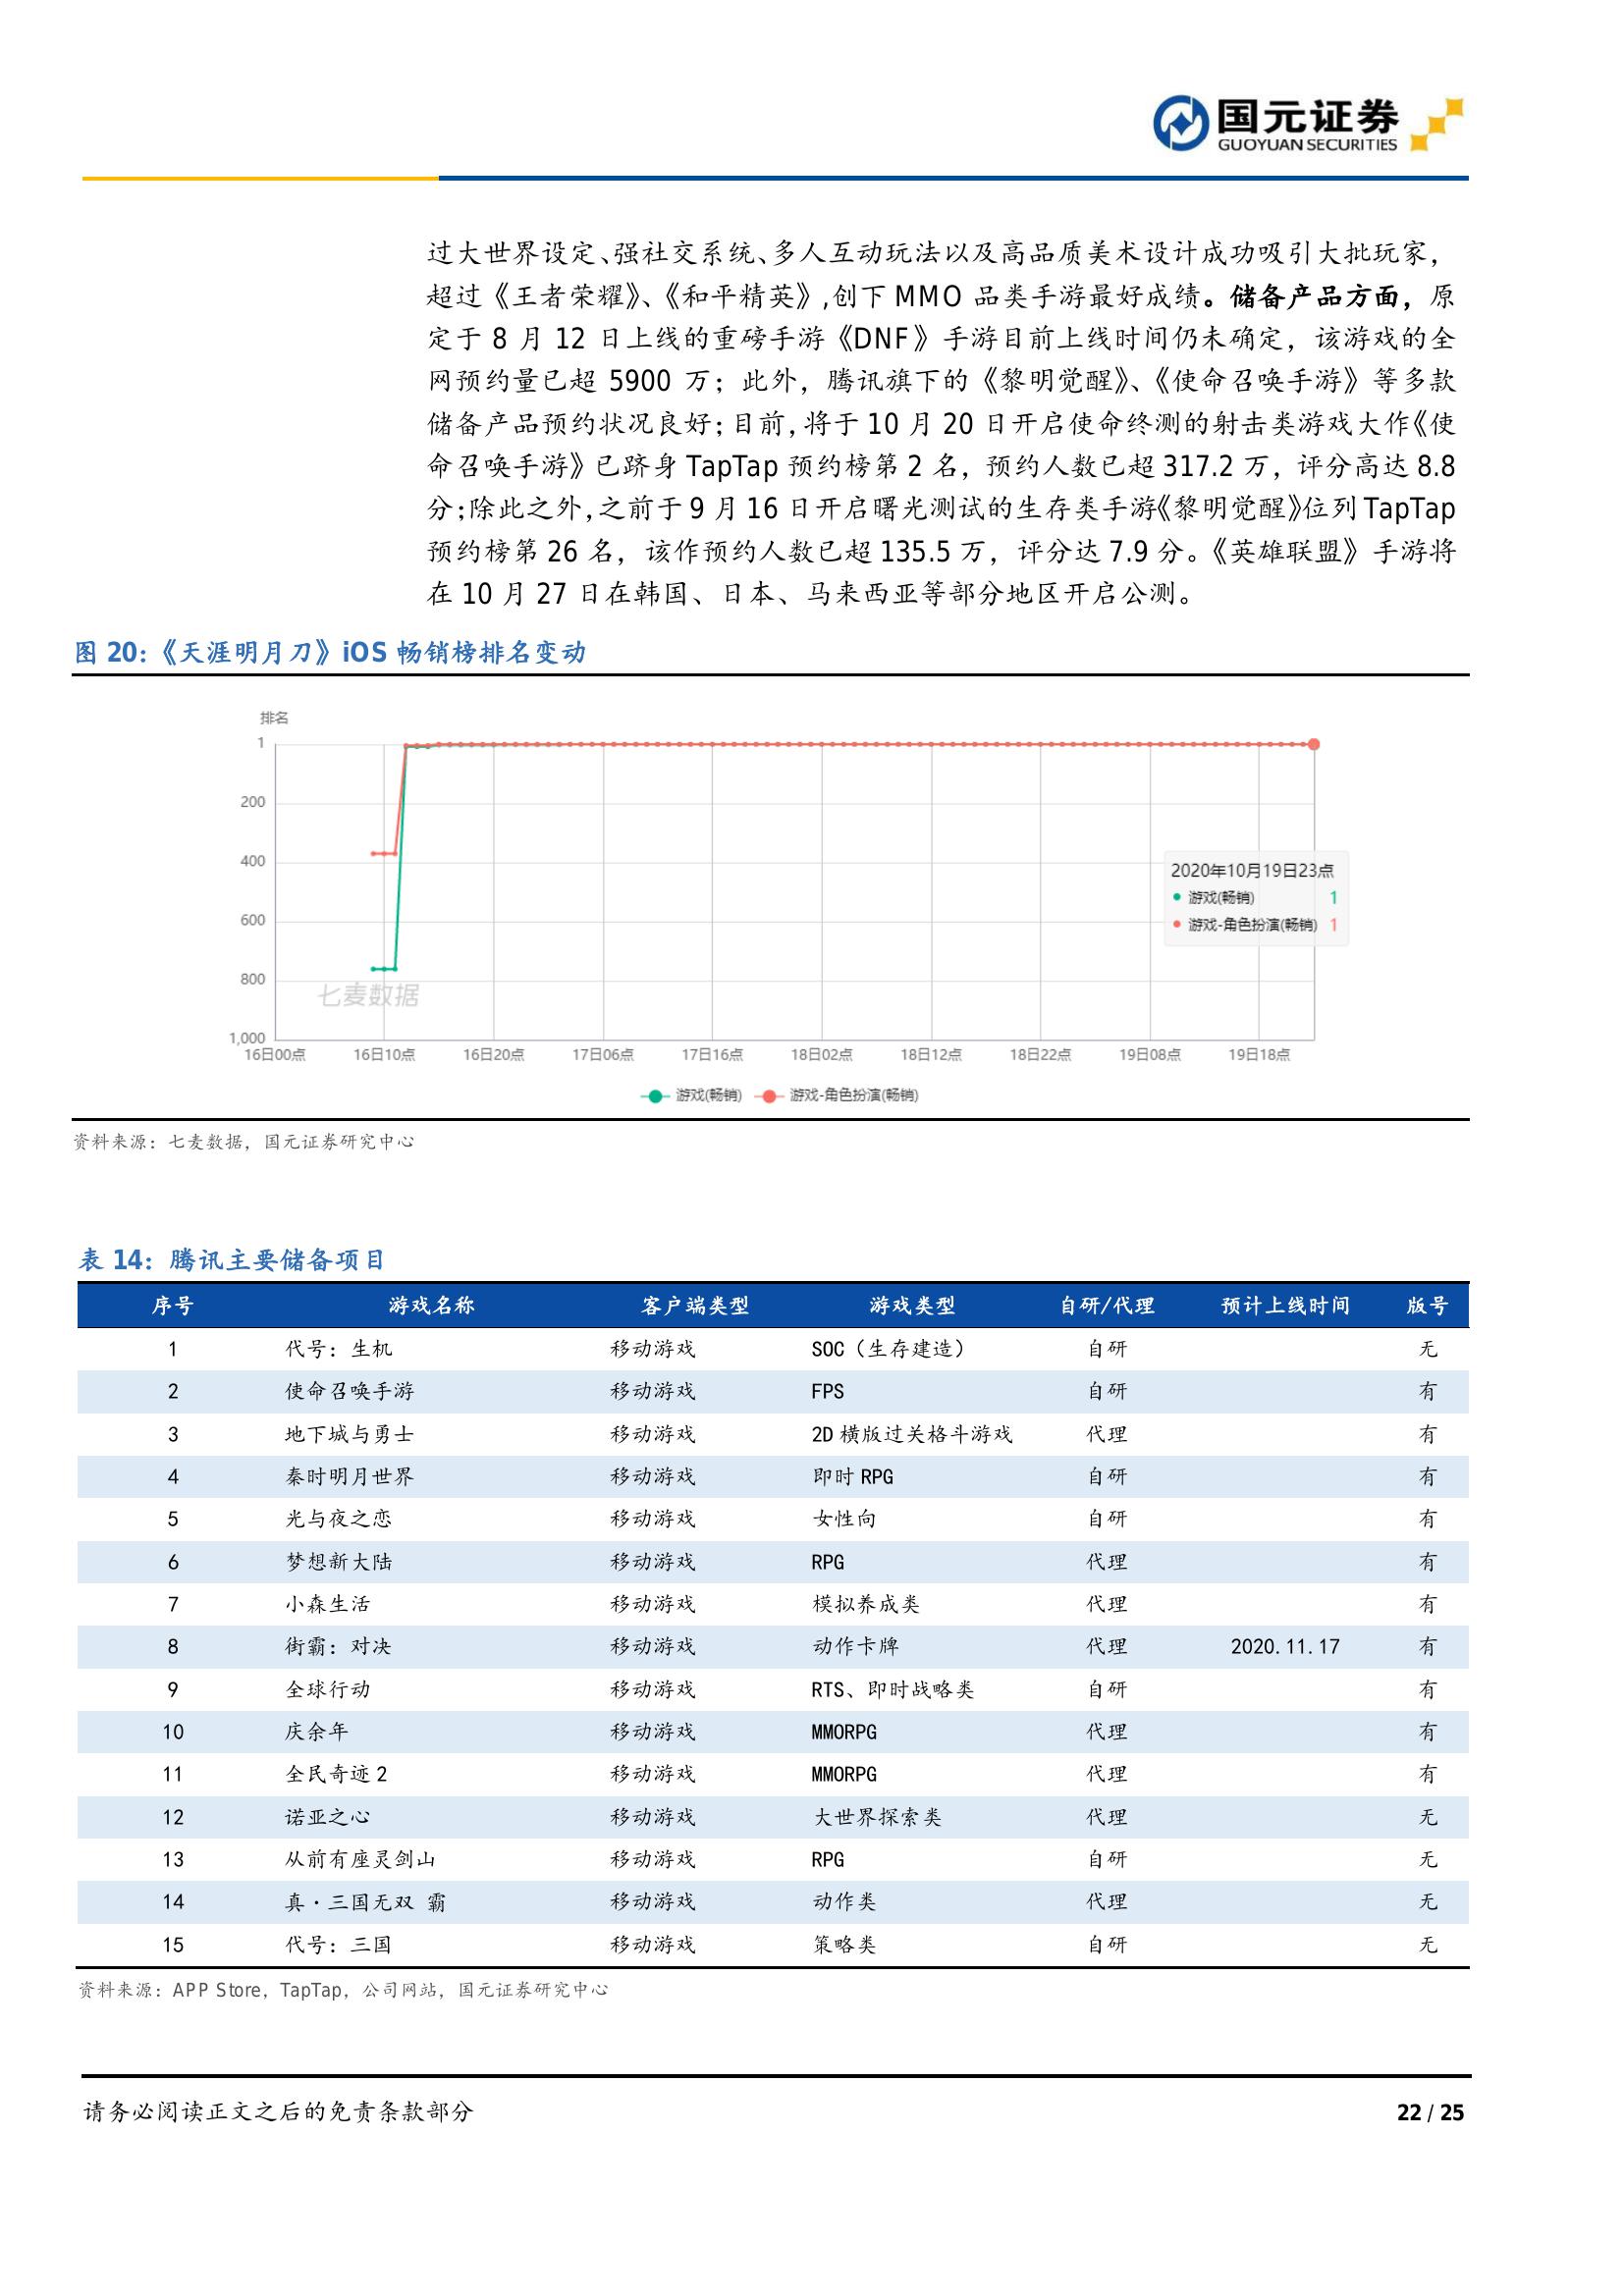 国元证券
GUOYUAN SECURITIES
过大世界设定、强社交系统、多人互动玩法以及高品质美术设计成功吸引大批玩家，
超过《王者荣耀》、《和平精英》,创下 MMO 品类手游最好成绩。储备产品方面，原
定于 8 月 12 日上线的重磅手游《DNF》手游目前上线时间仍未确定，该游戏的全
网预约量已超 5900 万；此外，腾讯旗下的《黎明觉醒》、《使命召唤手游》等多款
储备产品预约状况良好；目前，将于 10 月 20 日开启使命终测的射击类游戏大作《使
命召唤手游》已跻身 TapTap 预约榜第 2 名，预约人数已超 317.2 万，评分高达 8.8
分；除此之外，之前于 9 月 16 日开启曙光测试的生存类手游《黎明觉醒》位列 TapTap
预约榜第 26 名，该作预约人数已超 135.5 万，评分达 7.9 分。《英雄联盟》手游将
在 10 月 27 日在韩国、日本、马来西亚等部分地区开启公测。
图 20：《天涯明月刀》iOS 畅销榜排名变动
排名
1
200
400
600
800
1,000
2020年10月19日23点
游戏(畅销) 1
游戏-角色扮演(畅销) 1
七麦数据
16日00点 16日10点 16日20点 17日06点 17日16点 18日02点 18日12点 18日22点 19日08点 19日18点
游戏(畅销) 游戏-角色扮演(畅销)
资料来源：七麦数据，国元证券研究中心
表 14：腾讯主要储备项目
序号 游戏名称 客户端类型 游戏类型 自研/代理 预计上线时间 版号
1 代号：生机 移动游戏 SOC（生存建造） 自研 无
2 使命召唤手游 移动游戏 FPS 自研 有
3 地下城与勇士 移动游戏 2D 横版过关格斗游戏 代理 有
4 秦时明月世界 移动游戏 即时 RPG 自研 有
5 光与夜之恋 移动游戏 女性向 自研 有
6 梦想新大陆 移动游戏 RPG 代理 有
7 小森生活 移动游戏 模拟养成类 代理 有
8 街霸：对决 移动游戏 动作卡牌 代理 2020.11.17 有
9 全球行动 移动游戏 RTS、即时战略类 自研 有
10 庆余年 移动游戏 MMORPG 代理 有
11 全民奇迹 2 移动游戏 MMORPG 代理 有
12 诺亚之心 移动游戏 大世界探索类 代理 无
13 从前有座灵剑山 移动游戏 RPG 自研 无
14 真·三国无双 霸 移动游戏 动作类 代理 无
15 代号：三国 移动游戏 策略类 自研 无
资料来源：APP Store，TapTap，公司网站，国元证券研究中心
请务必阅读正文之后的免责条款部分 22 / 25